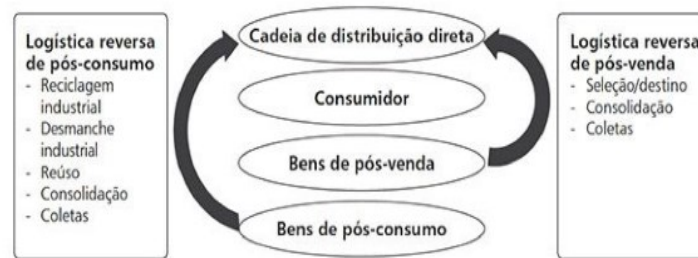 Logística reversa
de pós-consumo
- Reciclagem
industrial
- Desmanche
industrial
- Reúso
- Consolidação
- Coletas
Cadeia de distribuição direta
Consumidor
Bens de pós-venda
Bens de pós-consumo
Logística reversa
de pós-venda
- Seleção/destino
- Consolidação
- Coletas